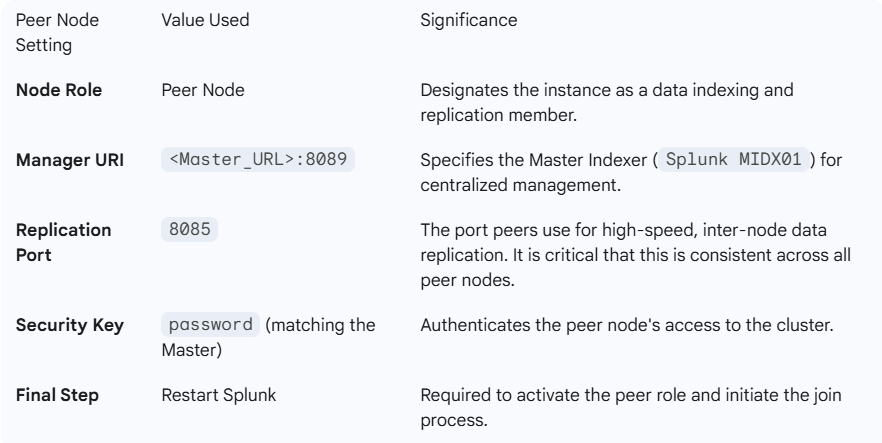 Peer Node Setting Value Used Significance
Node Role Peer Node Designates the instance as a data indexing and replication member.
Manager URI <Master_URL>:8089 Specifies the Master Indexer ( Splunk MIDX01 ) for centralized management.
Replication Port 8085 The port peers use for high-speed, inter-node data replication. It is critical that this is consistent across all peer nodes.
Security Key password (matching the Master) Authenticates the peer node's access to the cluster.
Final Step Restart Splunk Required to activate the peer role and initiate the join process.